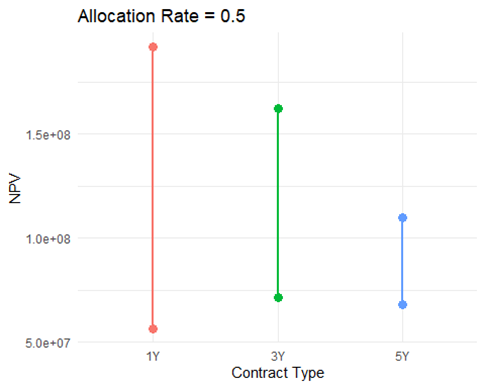 Allocation Rate = 0.5
NPV
1.5e+08
1.0e+08
5.0e+07
1Y 3Y 5Y
Contract Type